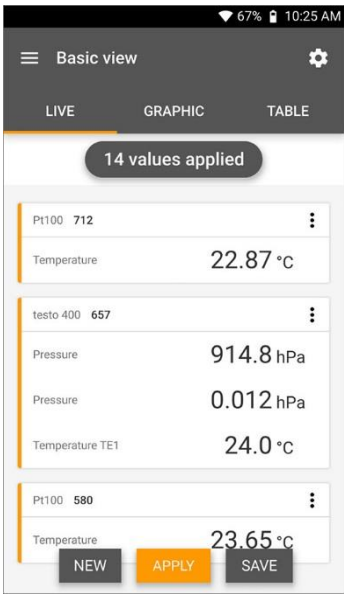 67% 10:25 AM
Basic view
LIVE GRAPHIC TABLE
14 values applied
Pt100 712
Temperature 22.87 °C
testo 400 657
Pressure 914.8 hPa
Pressure 0.012 hPa
Temperature TE1 24.0 °C
Pt100 580
Temperature 23.65 °C
NEW APPLY SAVE